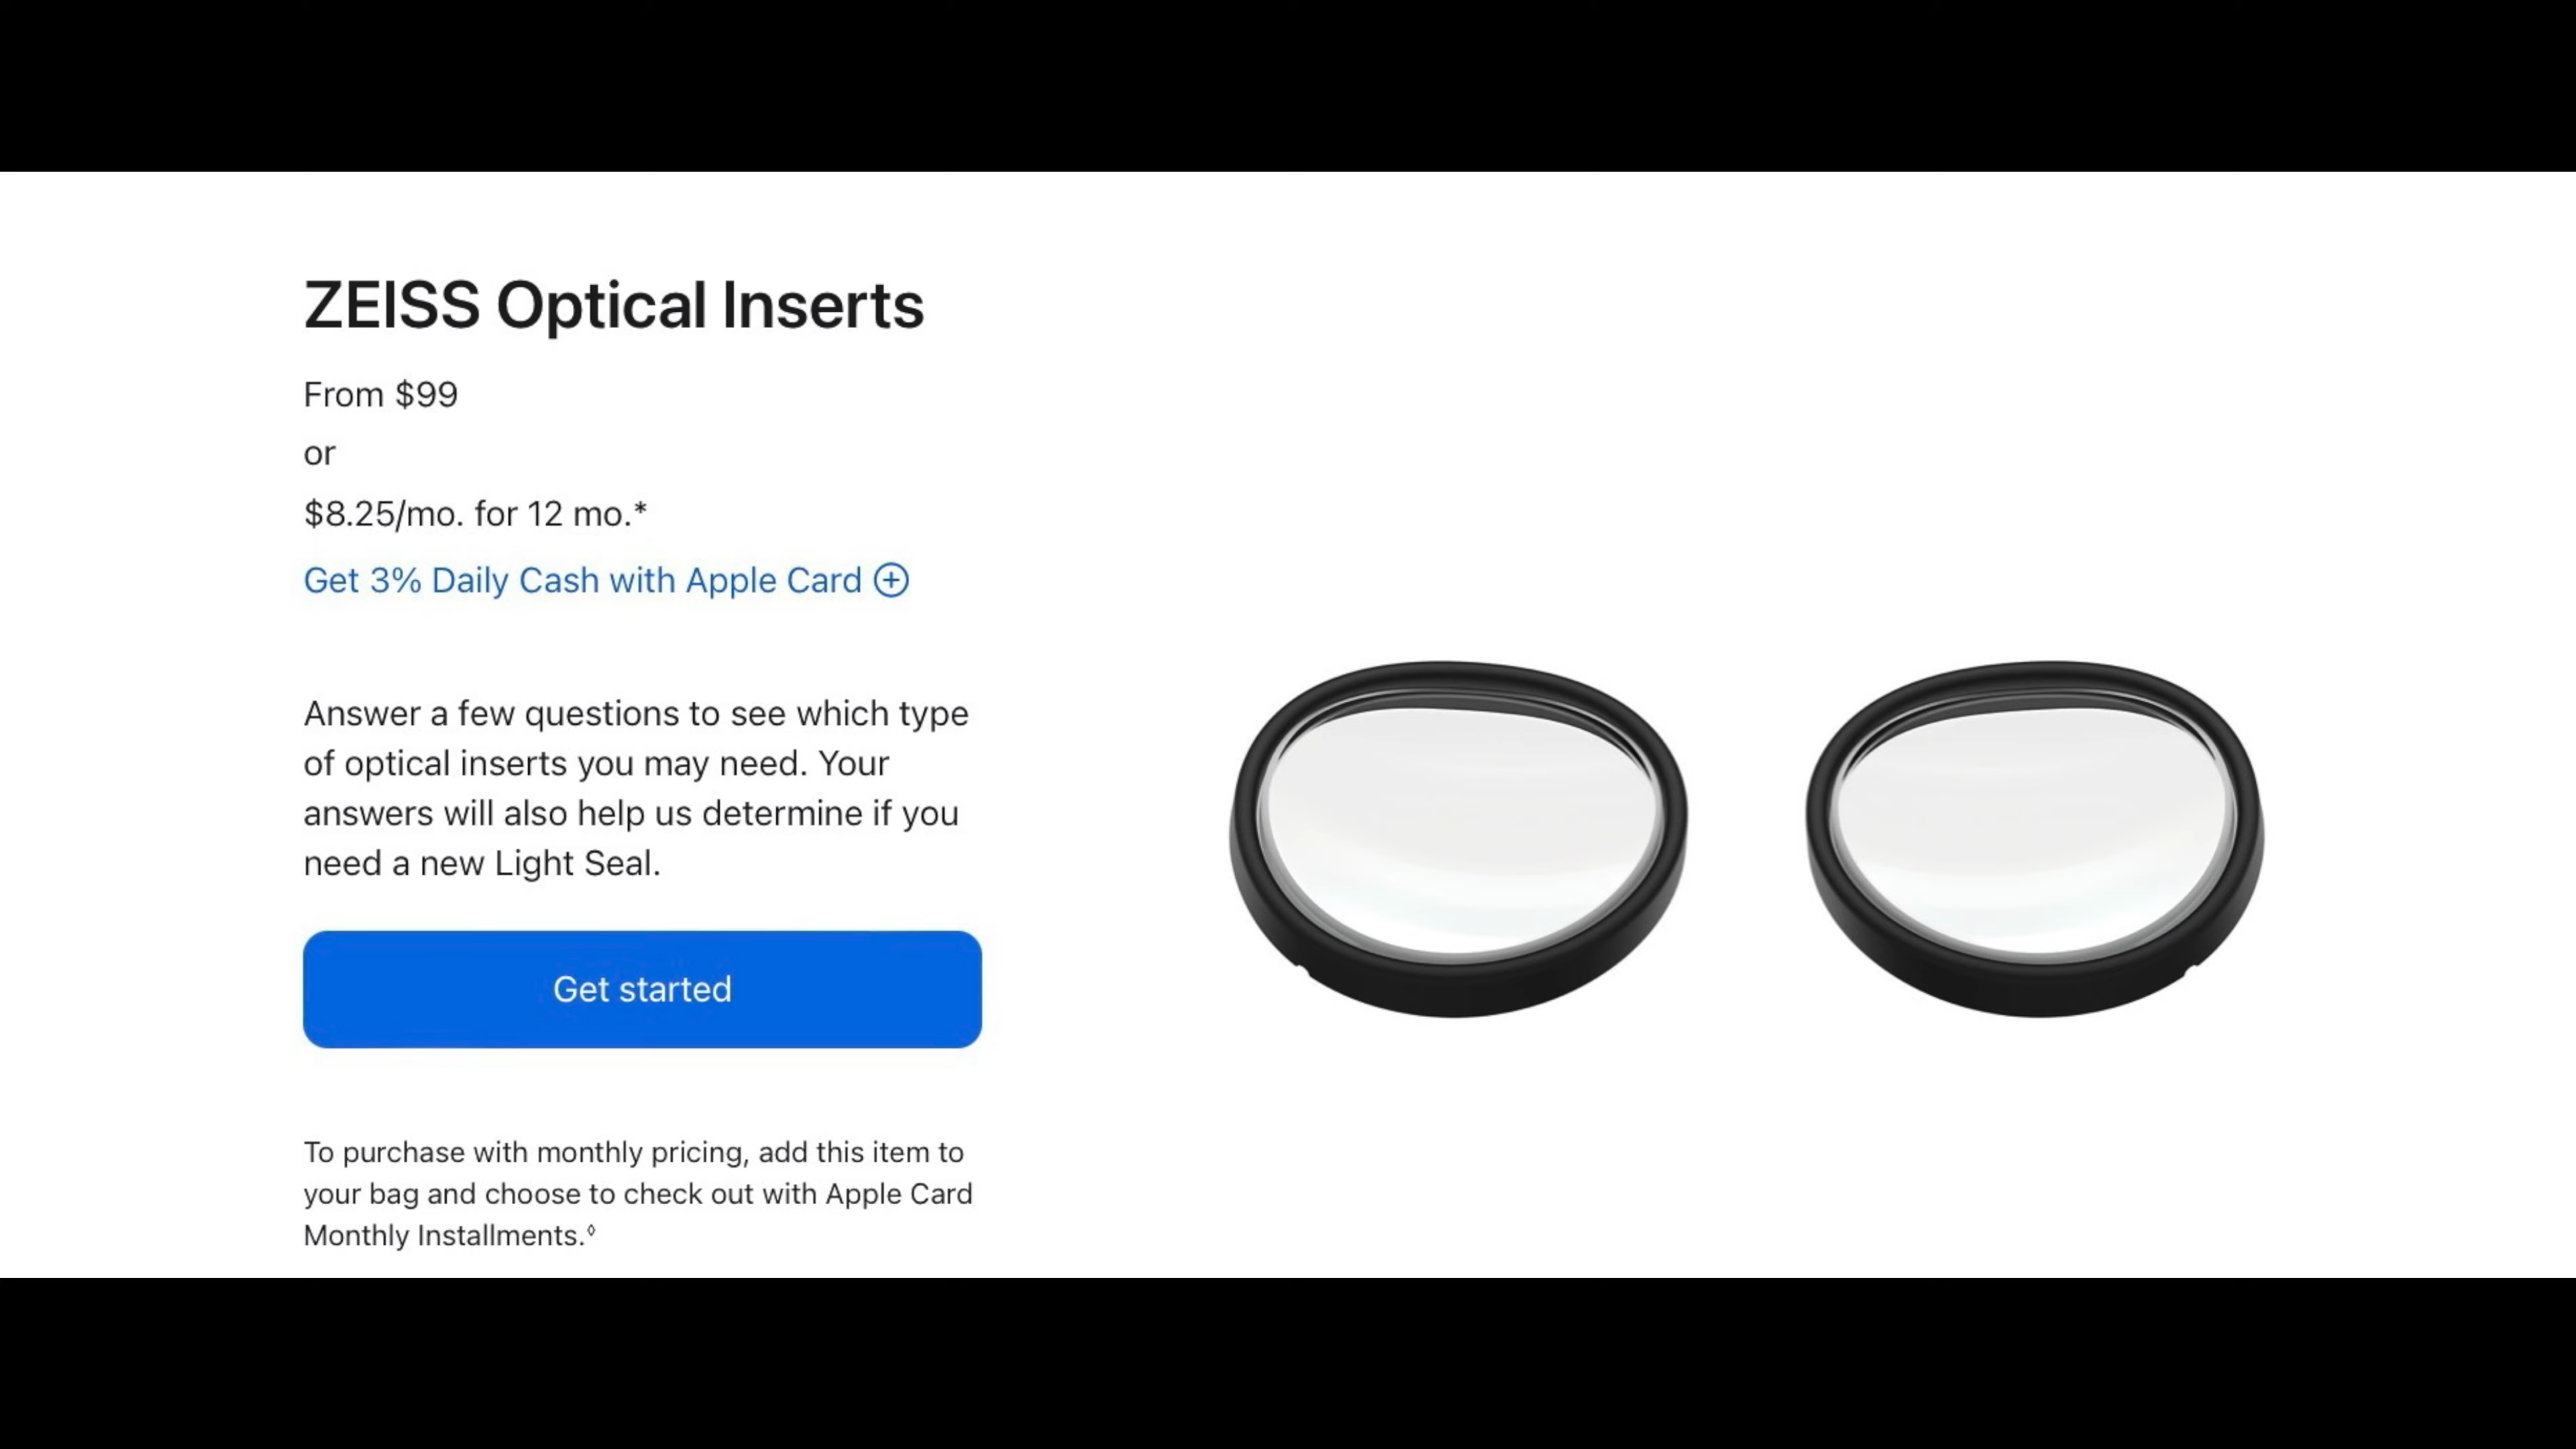 ZEISS Optical Inserts
From $99
or
$8.25/mo. for 12 mo.*
Get 3% Daily Cash with Apple Card
Answer a few questions to see which type
of optical inserts you may need. Your
answers will also help us determine if you
need a new Light Seal.
Get started
To purchase with monthly pricing, add this item to
your bag and choose to check out with Apple Card
Monthly Installments.◊